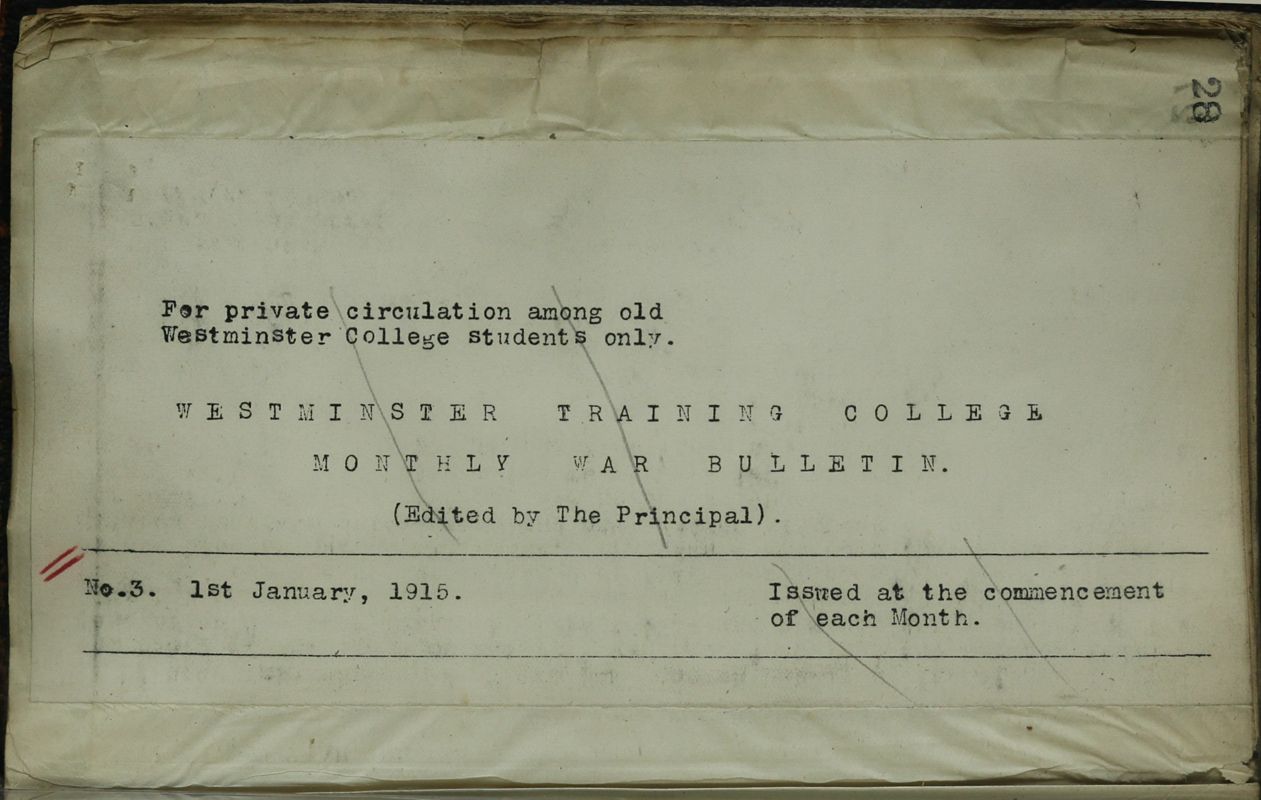 28
For private circulation among old
Westminster College students only.
WESTMINSTER TRAINING COLLEGE
MONTHLY WAR BULLETIN.
(Edited by The Principal).
No.3. 1st January, 1915.
Issued at the commencement
of each Month.